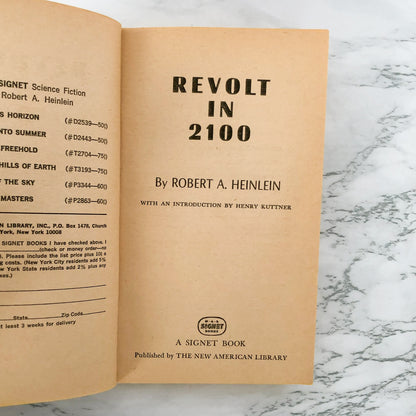 SIGNET Science Fiction
Robert A. Heinlein
S HORIZON (#D2539—50¢)
NTO SUMMER (#D2443—50¢)
FREEHOLD (#T2704—75¢)
HILLS OF EARTH (#T3193—75¢)
OF THE SKY (#P3344—60¢)
MASTERS (#P2863—60¢)
N LIBRARY, INC., P.O. Box 1478, Church
York, New York 10008
SIGNET BOOKS I have checked above. I
(check or money order—no
). Please include the list price plus 10¢ a
ng costs. (New York City residents add 5%
York State residents add 2% plus any
axes.)
State Zip Code
t least 3 weeks for delivery
REVOLT
IN
2100
By ROBERT A. HEINLEIN
WITH AN INTRODUCTION BY HENRY KUTTNER
SIGNET
BOOKS
A SIGNET BOOK
Published by THE NEW AMERICAN LIBRARY